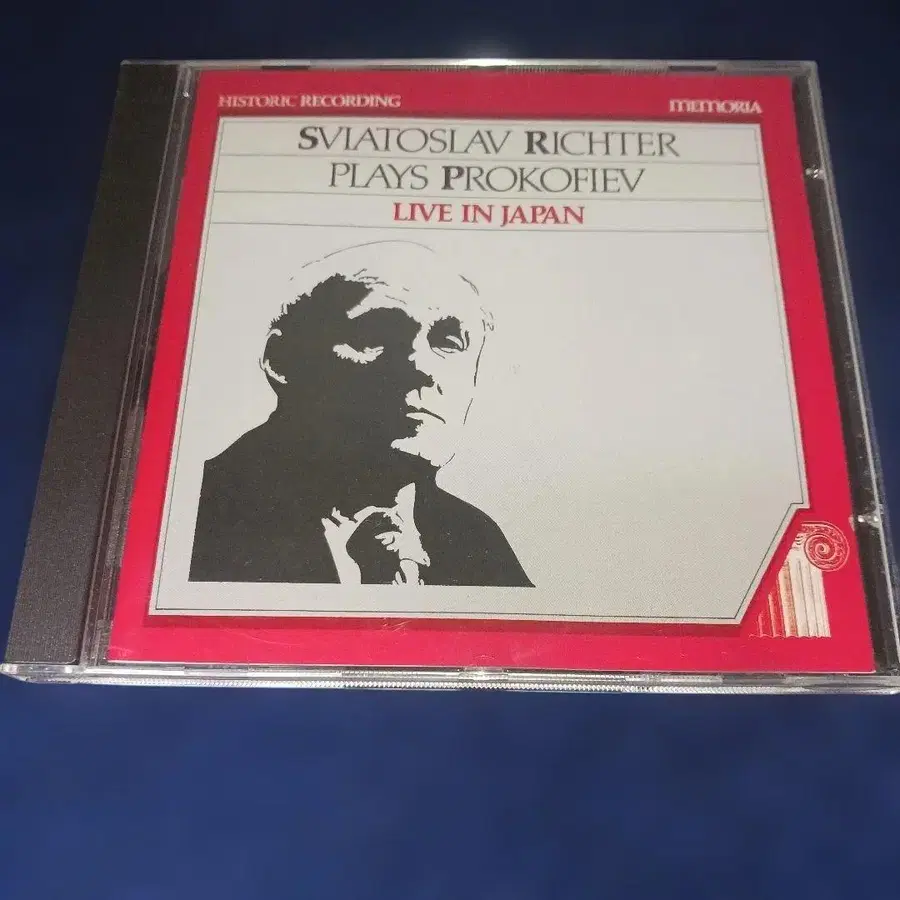 HISTORIC RECORDING
MEMORIA
SVIATOSLAV RICHTER
PLAYS PROKOFIEV
LIVE IN JAPAN